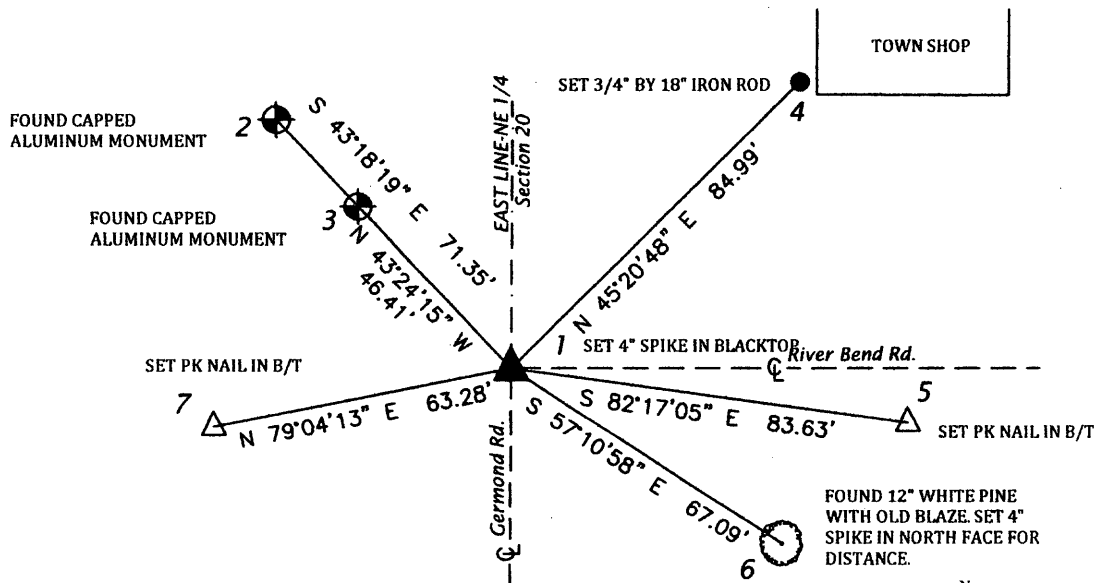 TOWN SHOP
SET 3/4" BY 18" IRON ROD
4
EAST LINE-NE 1/4
Section 20
FOUND CAPPED
ALUMINUM MONUMENT
2
S 43°18'19" E 71.35'
N 45°20'48" E 84.99'
FOUND CAPPED
ALUMINUM MONUMENT
3
N 43°24'15" W
46.41'
1
SET 4" SPIKE IN BLACKTOP
℄ River Bend Rd.
SET PK NAIL IN B/T
7
N 79°04'13" E 63.28'
S 82°17'05" E 83.63'
5
SET PK NAIL IN B/T
S 57°10'58" E 67.09'
℄ Germond Rd.
6
FOUND 12" WHITE PINE
WITH OLD BLAZE. SET 4"
SPIKE IN NORTH FACE FOR
DISTANCE.